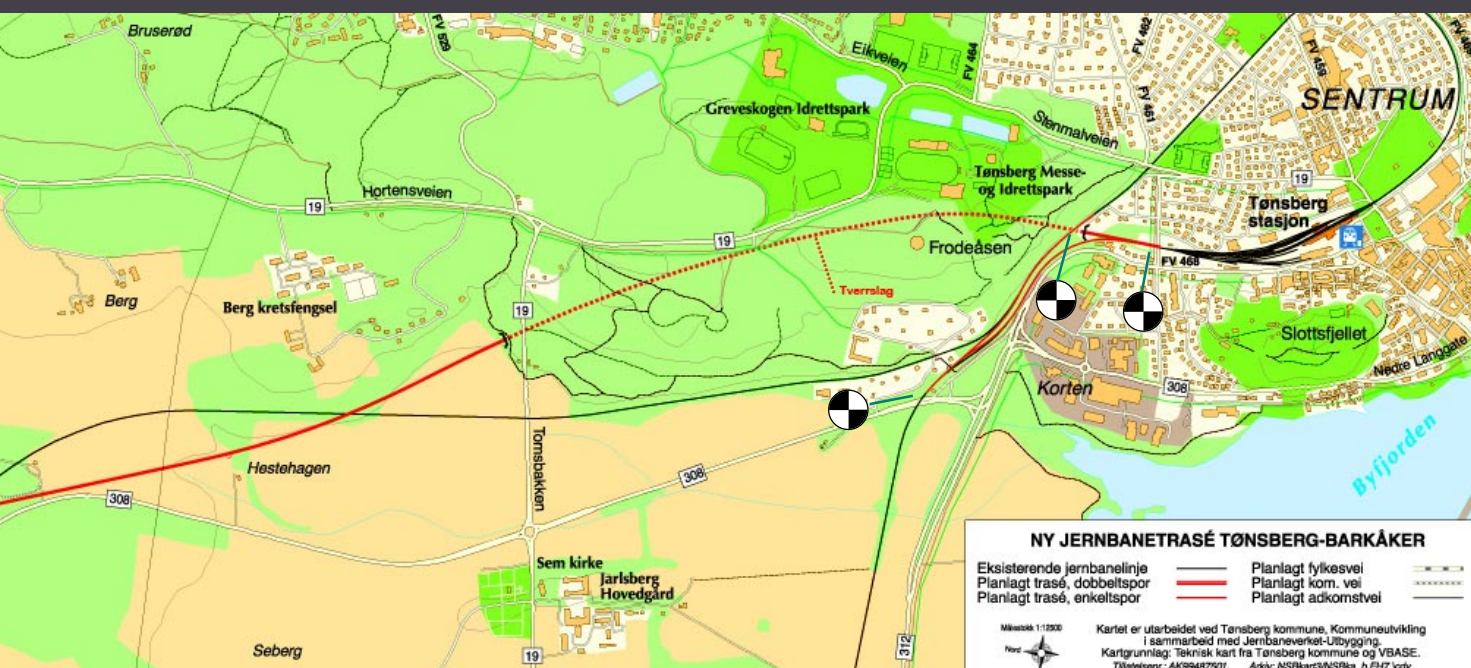 Bruserød
FV 529
Eikveien
FV 464
FV 462
FV 459
SENTRUM
Greveskogen Idrettspark
FV 461
Stenmalveien
Tønsberg Messe-
og Idrettspark
Hortensveien
19
19
19
Tønsberg
stasjon
Frodeåsen
FV 468
Berg
Berg kretsfengsel
19
Tverrslag
Slottsfjellet
Nedre Langgate
Korten
308
Byfjorden
Tomsbakken
Hestehagen
308
308
Sem kirke
Jarlsberg
Hovedgård
Seberg
19
312
NY JERNBANETRASÉ TØNSBERG-BARKÅKER
Eksisterende jernbanelinje
Planlagt trasé, dobbeltspor
Planlagt trasé, enkeltspor
Planlagt fylkesvei
Planlagt kom. vei
Planlagt adkomstvei
Målestokk 1:12500
Nord
Kartet er utarbeidet ved Tønsberg kommune, Kommuneutvikling
i sammarbeid med Jernbaneverket-Utbygging.
Kartgrunnlag: Teknisk kart fra Tønsberg kommune og VBASE.